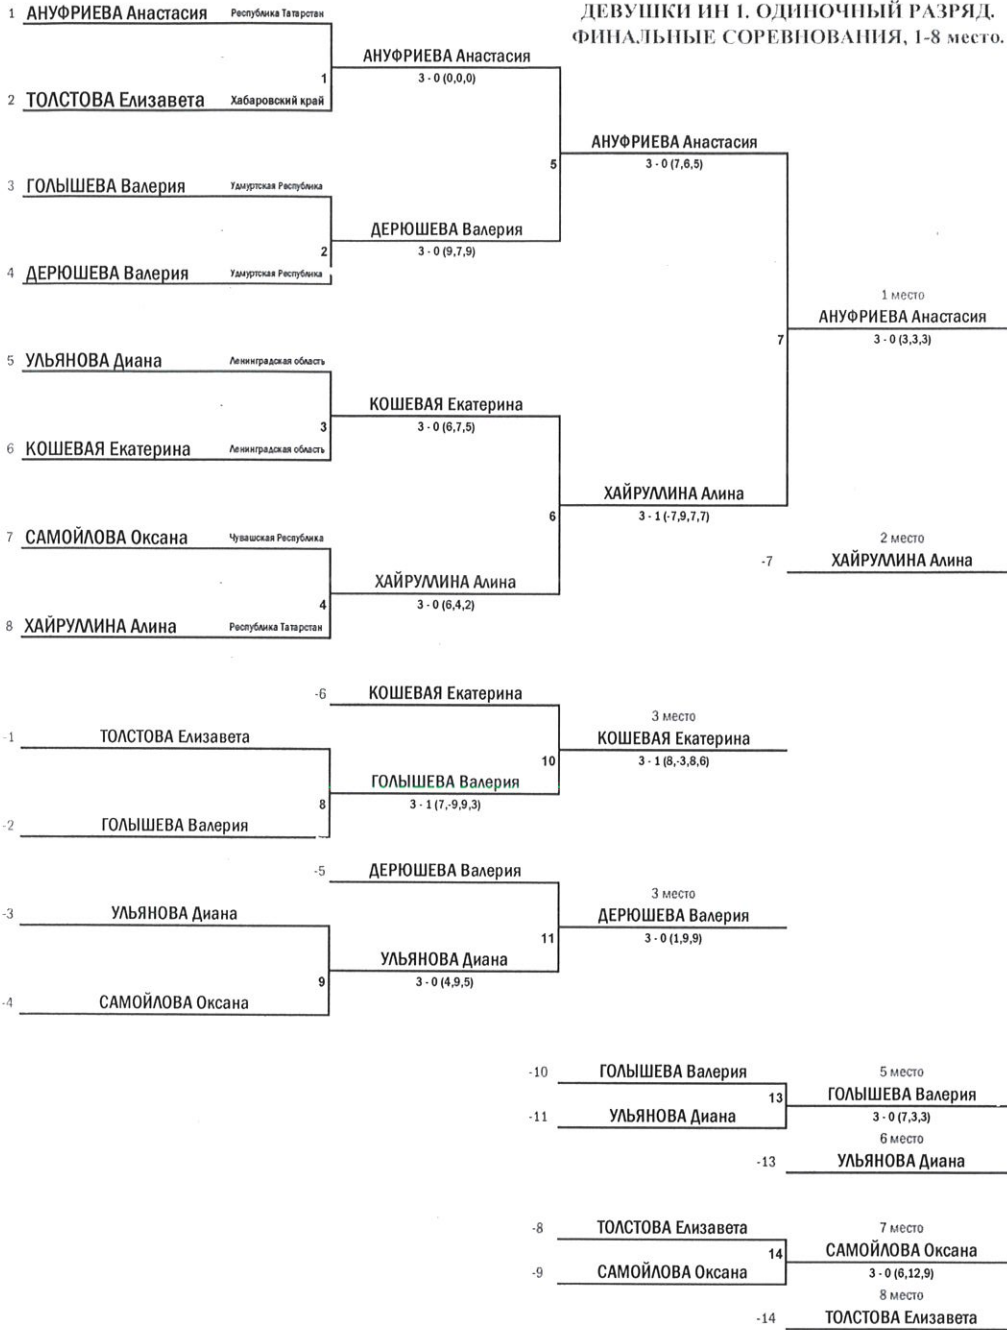 ДЕВУШКИ ИН 1. ОДИНОЧНЫЙ РАЗРЯД.
ФИНАЛЬНЫЕ СОРЕВНОВАНИЯ, 1-8 место.
1 АНУФРИЕВА Анастасия Республика Татарстан
АНУФРИЕВА Анастасия
1
3 - 0 (0,0,0)
2 ТОЛСТОВА Елизавета Хабаровский край
АНУФРИЕВА Анастасия
5
3 - 0 (7,6,5)
3 ГОЛЫШЕВА Валерия Удмуртская Республика
ДЕРЮШЕВА Валерия
2
3 - 0 (9,7,9)
4 ДЕРЮШЕВА Валерия Удмуртская Республика
1 место
АНУФРИЕВА Анастасия
7
3 - 0 (3,3,3)
5 УЛЬЯНОВА Диана Ленинградская область
КОШЕВАЯ Екатерина
3
3 - 0 (6,7,5)
6 КОШЕВАЯ Екатерина Ленинградская область
ХАЙРУЛЛИНА Алина
6
3 - 1 (-7,9,7,7)
7 САМОЙЛОВА Оксана Чувашская Республика
2 место
-7 ХАЙРУЛЛИНА Алина
ХАЙРУЛЛИНА Алина
4
3 - 0 (6,4,2)
8 ХАЙРУЛЛИНА Алина Республика Татарстан
-6 КОШЕВАЯ Екатерина
3 место
-1 ТОЛСТОВА Елизавета
КОШЕВАЯ Екатерина
10
3 - 1 (8,-3,8,6)
ГОЛЫШЕВА Валерия
8
3 - 1 (7,-9,9,3)
-2 ГОЛЫШЕВА Валерия
-5 ДЕРЮШЕВА Валерия
3 место
-3 УЛЬЯНОВА Диана
ДЕРЮШЕВА Валерия
11
3 - 0 (1,9,9)
УЛЬЯНОВА Диана
9
3 - 0 (4,9,5)
-4 САМОЙЛОВА Оксана
-10 ГОЛЫШЕВА Валерия
5 место
13
ГОЛЫШЕВА Валерия
-11 УЛЬЯНОВА Диана
3 - 0 (7,3,3)
6 место
-13 УЛЬЯНОВА Диана
-8 ТОЛСТОВА Елизавета
7 место
14
САМОЙЛОВА Оксана
-9 САМОЙЛОВА Оксана
3 - 0 (6,12,9)
8 место
-14 ТОЛСТОВА Елизавета